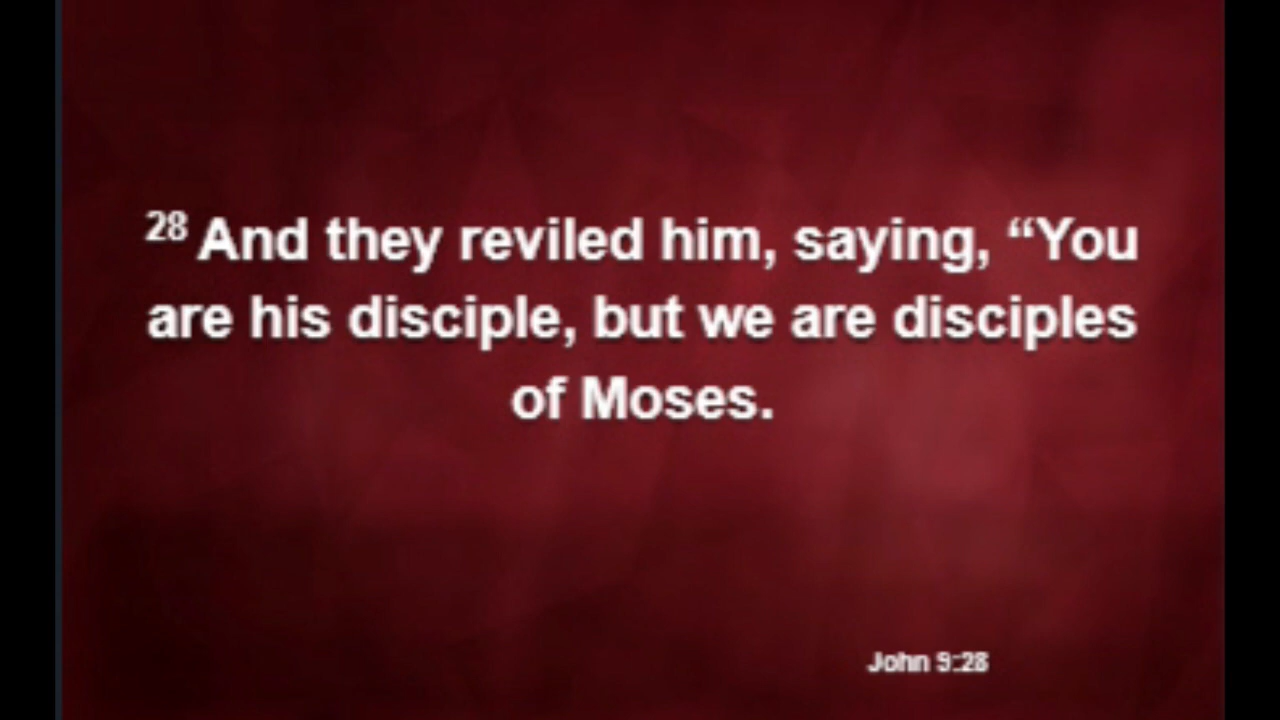 28 And they reviled him, saying, “You
are his disciple, but we are disciples
of Moses.
John 9:28